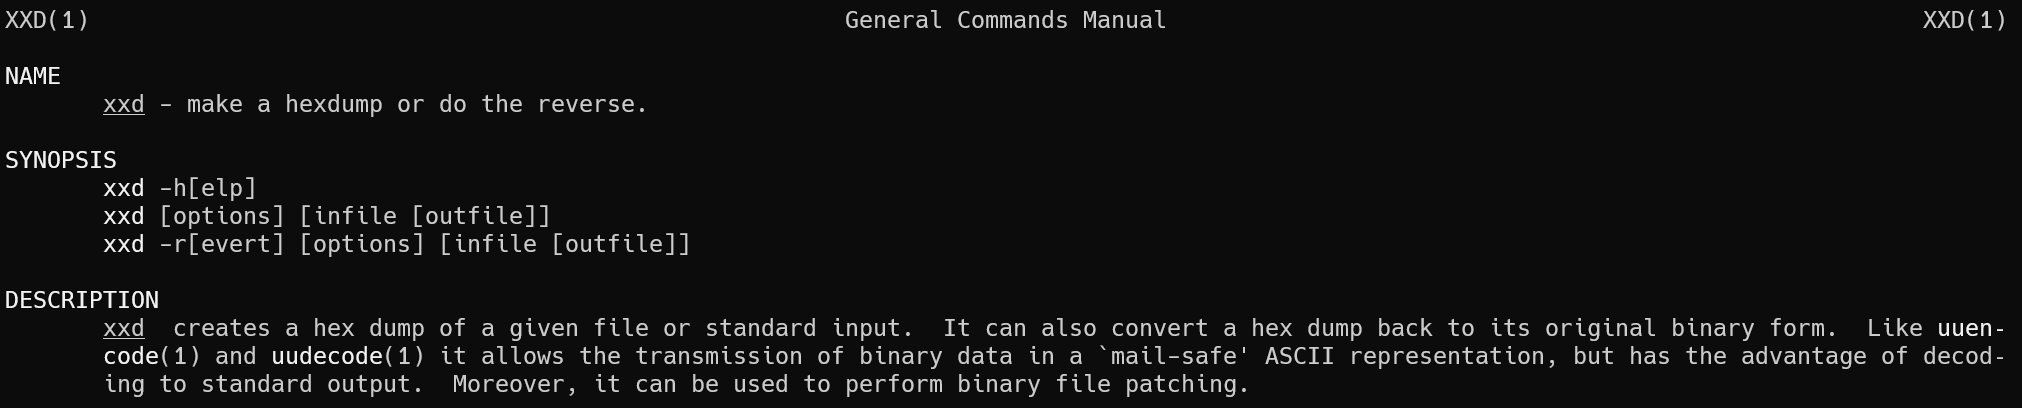 XXD(1) General Commands Manual XXD(1)
NAME
xxd - make a hexdump or do the reverse.
SYNOPSIS
xxd -h[elp]
xxd [options] [infile [outfile]]
xxd -r[evert] [options] [infile [outfile]]
DESCRIPTION
xxd  creates a hex dump of a given file or standard input.  It can also convert a hex dump back to its original binary form.  Like uuen-
code(1) and uudecode(1) it allows the transmission of binary data in a `mail-safe' ASCII representation, but has the advantage of decod-
ing to standard output.  Moreover, it can be used to perform binary file patching.